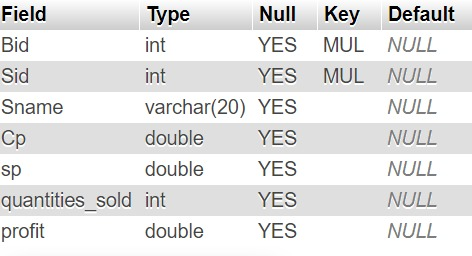 Field Type Null Key Default
Bid int YES MUL NULL
Sid int YES MUL NULL
Sname varchar(20) YES NULL
Cp double YES NULL
sp double YES NULL
quantities_sold int YES NULL
profit double YES NULL